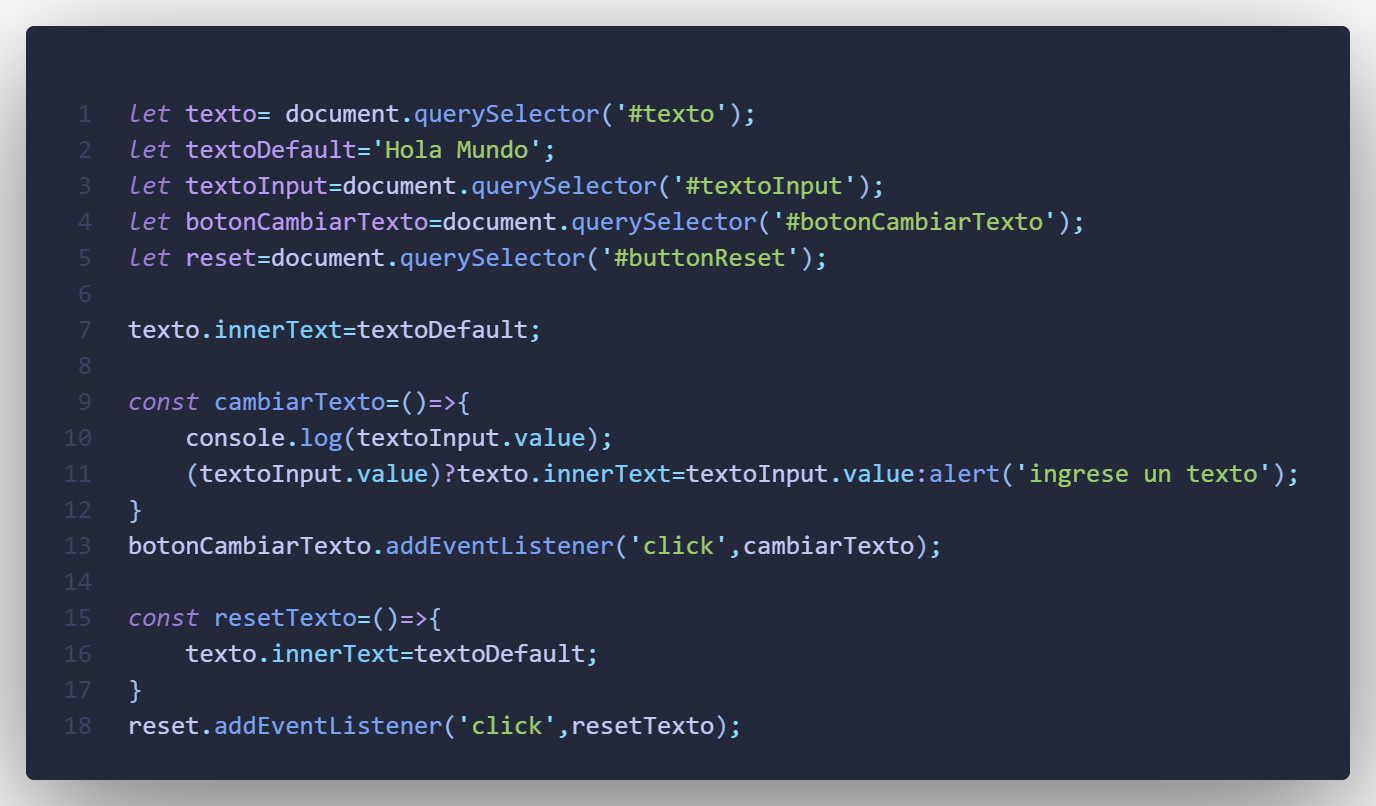 1 let texto= document.querySelector('#texto');
2 let textoDefault='Hola Mundo';
3 let textoInput=document.querySelector('#textoInput');
4 let botonCambiarTexto=document.querySelector('#botonCambiarTexto');
5 let reset=document.querySelector('#buttonReset');
6
7 texto.innerText=textoDefault;
8
9 const cambiarTexto=()=>{
10     console.log(textoInput.value);
11     (textoInput.value)?texto.innerText=textoInput.value:alert('ingrese un texto');
12 }
13 botonCambiarTexto.addEventListener('click',cambiarTexto);
14
15 const resetTexto=()=>{
16     texto.innerText=textoDefault;
17 }
18 reset.addEventListener('click',resetTexto);